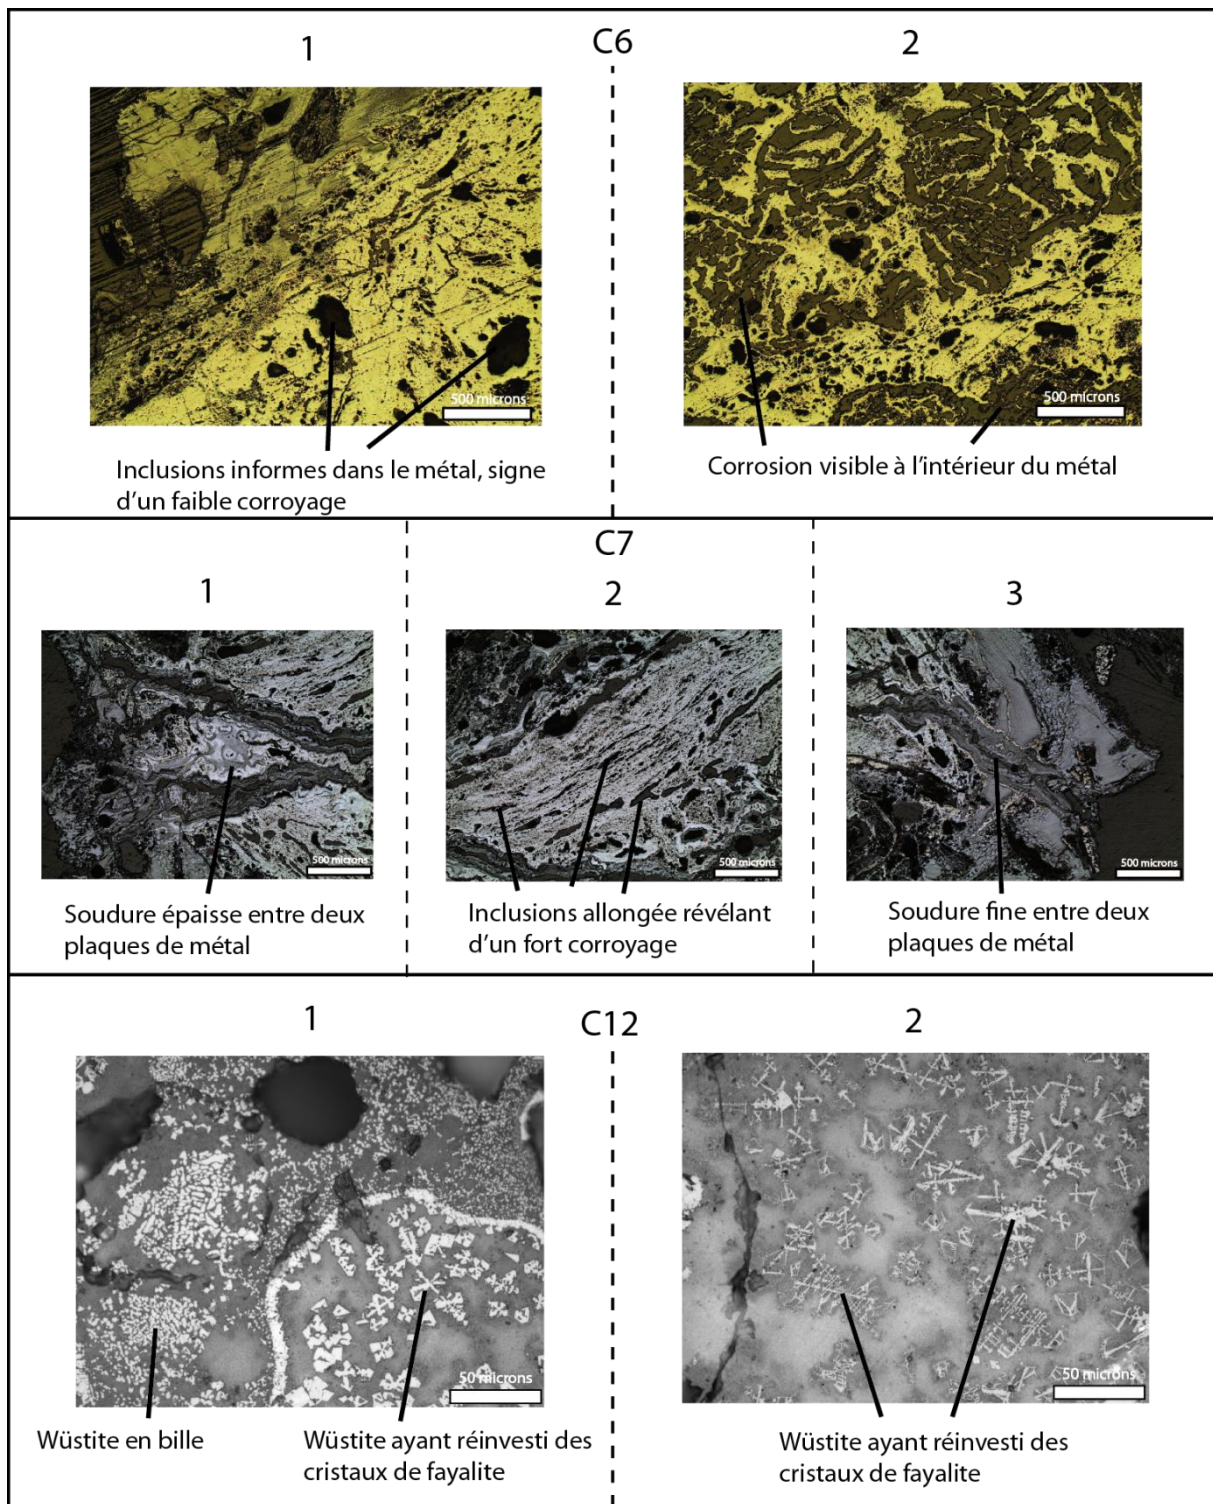 C6
1
2
500 microns
500 microns
Inclusions informes dans le métal, signe
d'un faible corroyage
Corrosion visible à l'intérieur du métal
C7
1
2
3
500 microns
500 microns
500 microns
Soudure épaisse entre deux
plaques de métal
Inclusions allongée révélant
d'un fort corroyage
Soudure fine entre deux
plaques de métal
C12
1
2
50 microns
50 microns
Wüstite en bille
Wüstite ayant réinvesti des
cristaux de fayalite
Wüstite ayant réinvesti des
cristaux de fayalite